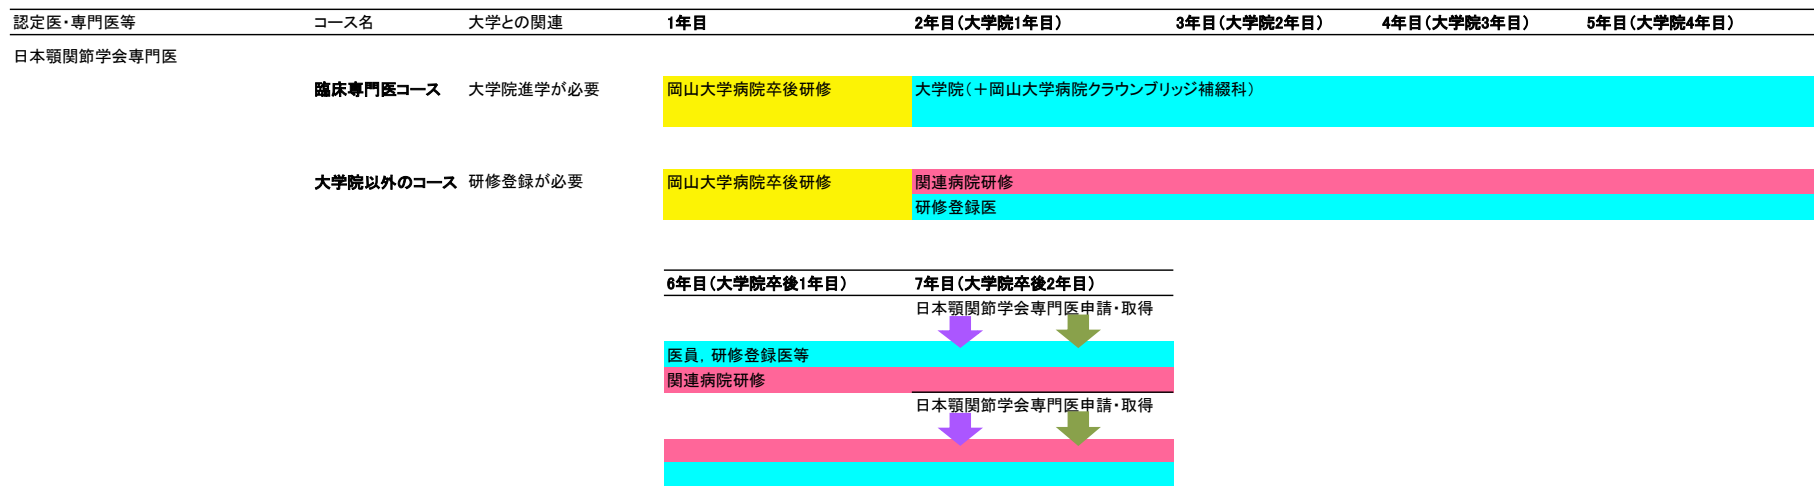 認定医・専門医等 コース名 大学との関連 1年目 2年目(大学院1年目) 3年目(大学院2年目) 4年目(大学院3年目) 5年目(大学院4年目)
日本顎関節学会専門医
臨床専門医コース 大学院進学が必要 岡山大学病院卒後研修 大学院(+岡山大学病院クラウンブリッジ補綴科)
大学院以外のコース 研修登録が必要 岡山大学病院卒後研修 関連病院研修
研修登録医
6年目(大学院卒後1年目) 7年目(大学院卒後2年目)
日本顎関節学会専門医申請・取得
医員, 研修登録医等
関連病院研修
日本顎関節学会専門医申請・取得